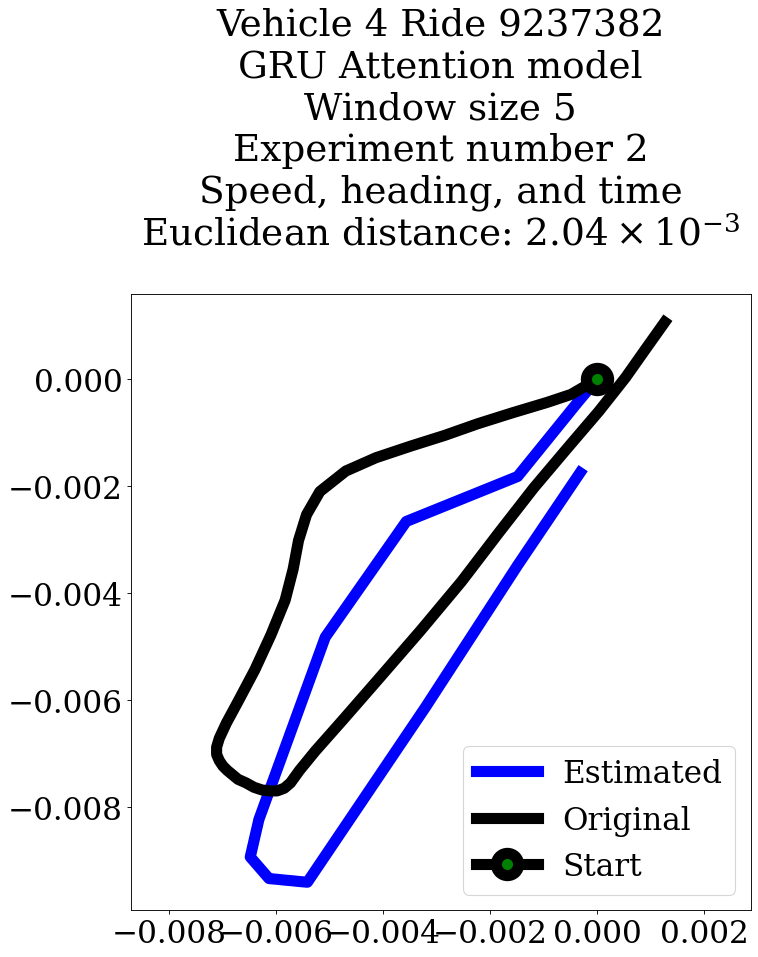 Vehicle 4 Ride 9237382
GRU Attention model
Window size 5
Experiment number 2
Speed, heading, and time
Euclidean distance: 2.04 × 10⁻³
0.000
−0.002
−0.004
−0.006
−0.008
Estimated
Original
Start
−0.008 −0.006 −0.004 −0.002 0.000 0.002